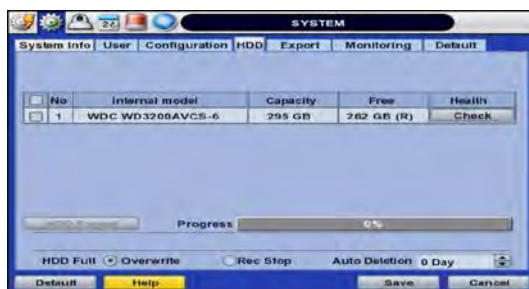 SYSTEM
System Info User Configuration HDD Export Monitoring Default
No Internal model Capacity Free Health
1 WDC WD3200AVCS-6 295 GB 262 GB (R) Check
Progress 0%
HDD Full Overwrite Rec Stop Auto Deletion 0 Day
Default Help Save Cancel